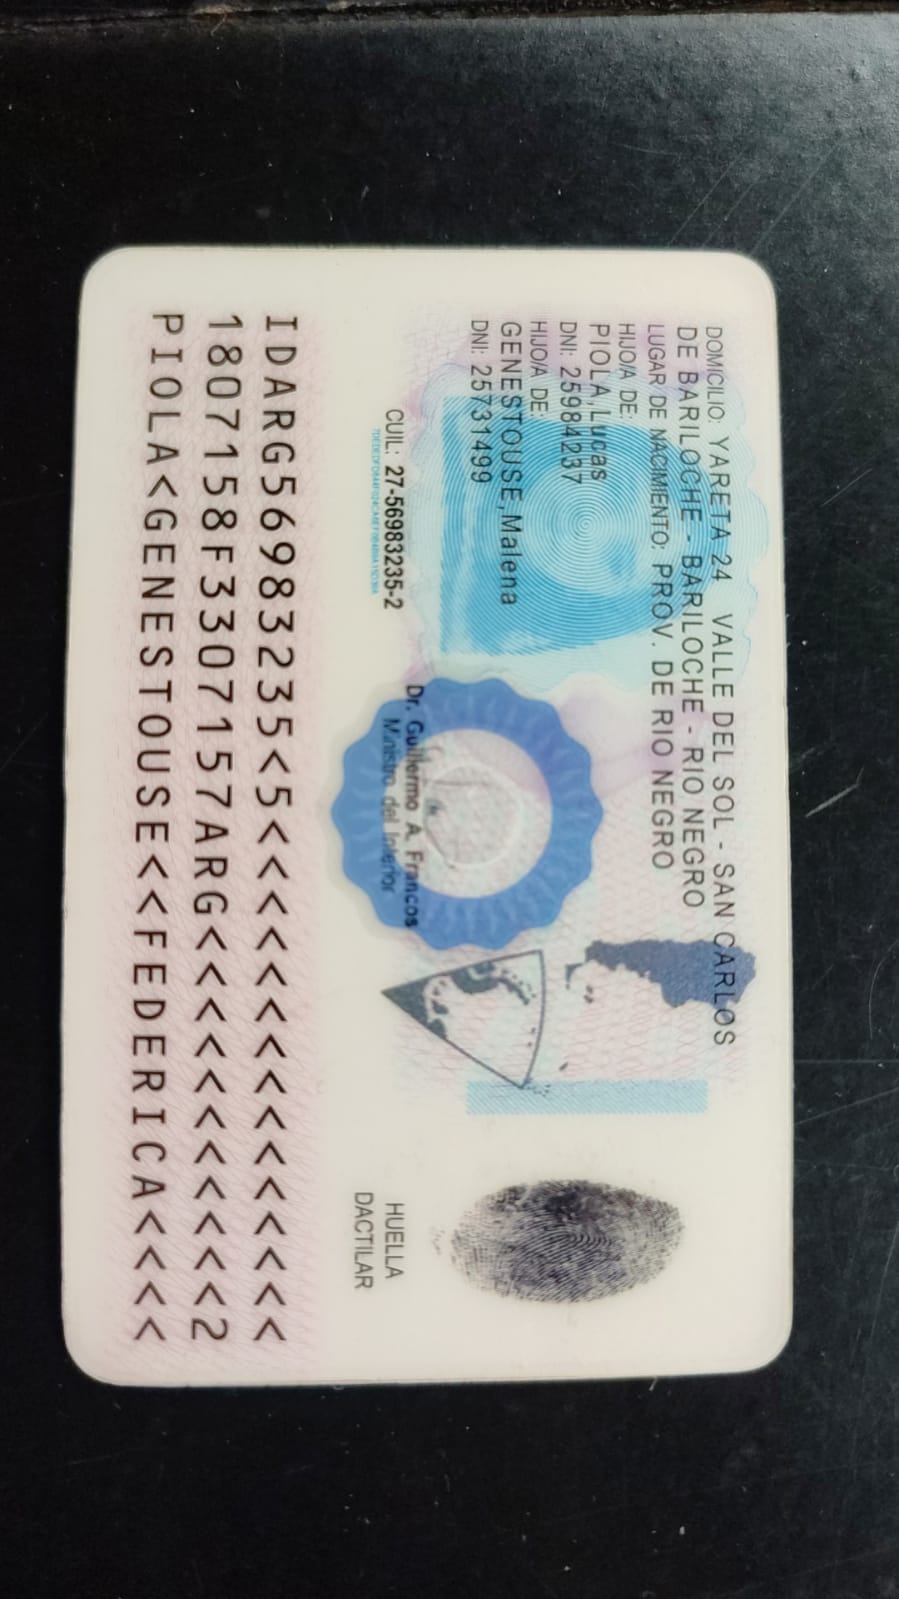 DOMICILIO: YARETA 24 VALLE DEL SOL - SAN CARLOS
DE BARILOCHE - BARILOCHE - RIO NEGRO
LUGAR DE NACIMIENTO: PROV. DE RIO NEGRO
HIJO/A DE:
PIOLA,Lucas
DNI: 25984237
HIJO/A DE:
GENESTOUSE,Malena
DNI: 25731499
CUIL: 27-56983235-2
Dr. Guillermo A. Francos
Ministro del Interior
HUELLA
DACTILAR
IDARG56983235<5<<<<<<<<<<<<<<<
1807158F3307157ARG<<<<<<<<<<<2
PIOLA<GENESTOUSE<<FEDERICA<<<<